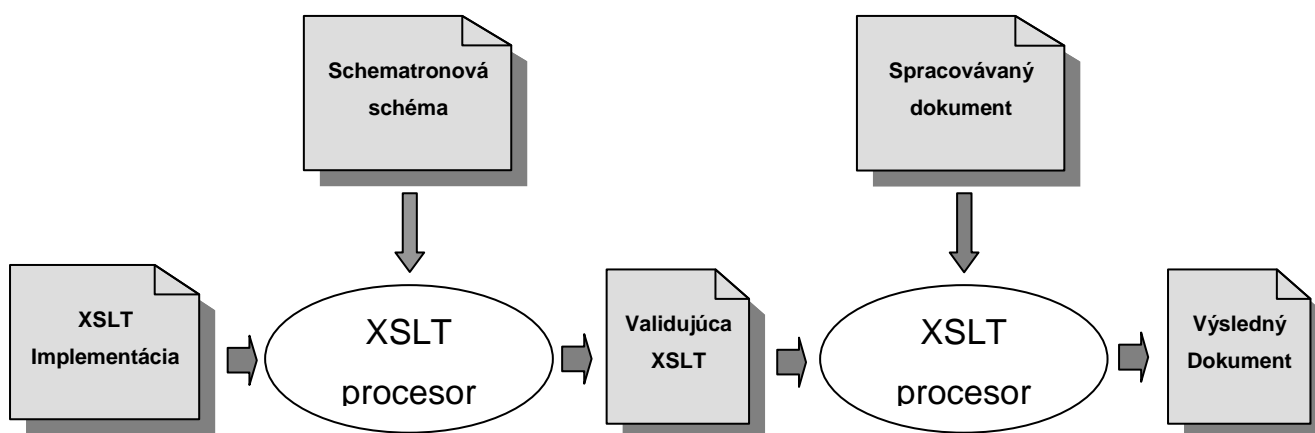 Schematronová
schéma
Spracovávaný
dokument
XSLT
Implementácia
XSLT
procesor
Validujúca
XSLT
XSLT
procesor
Výsledný
Dokument